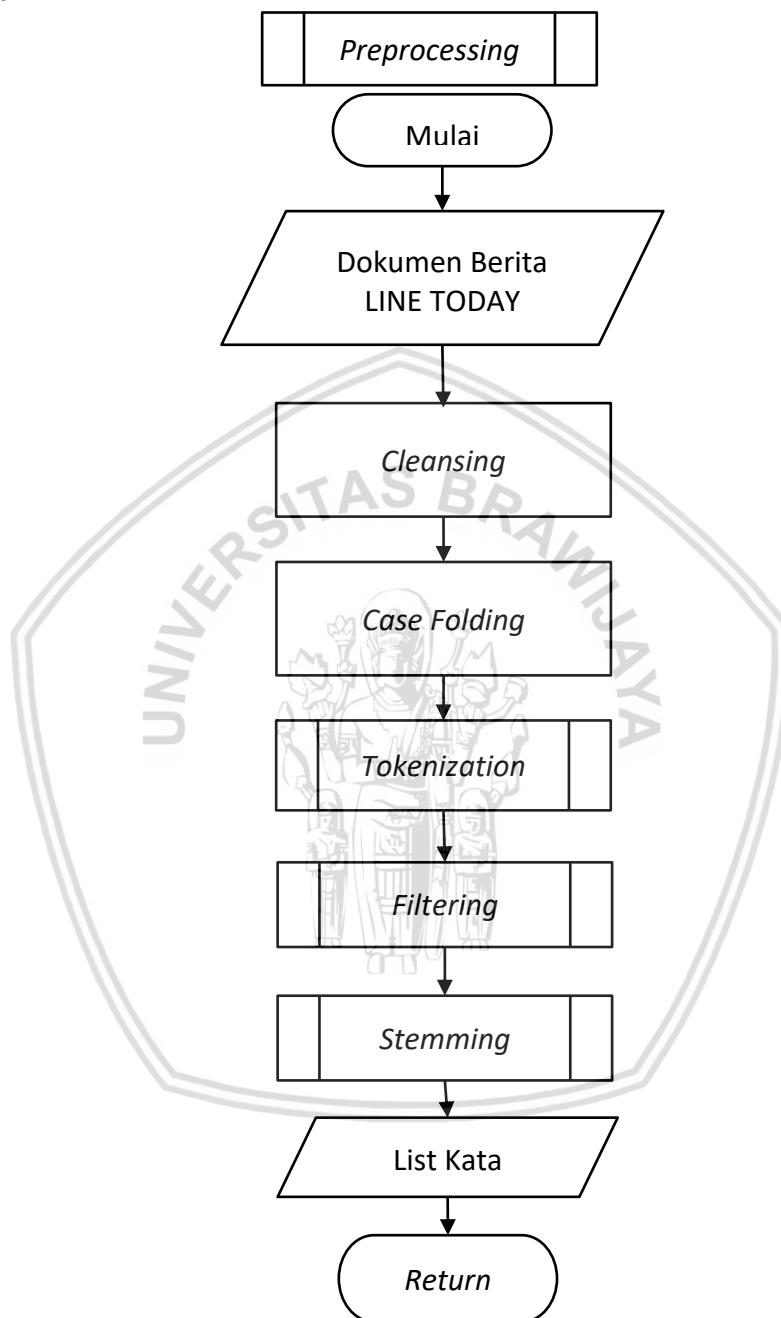 Preprocessing
Mulai
Dokumen Berita
LINE TODAY
Cleansing
UNIVERSITAS BRAWIJAYA
Case Folding
Tokenization
Filtering
Stemming
List Kata
Return